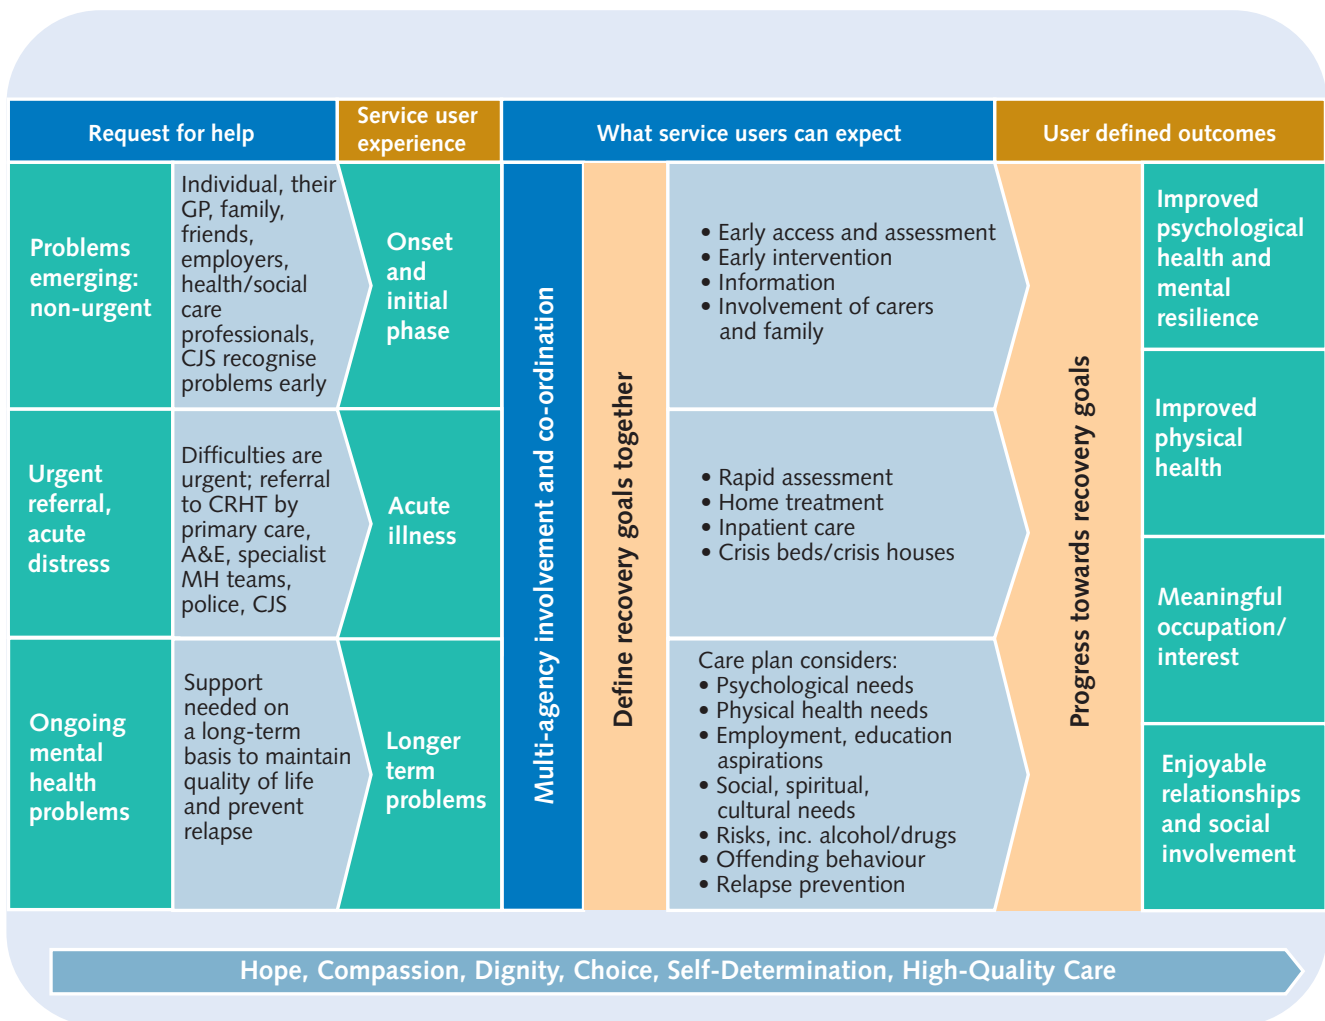 Request for help
Service user
experience
What service users can expect
User defined outcomes
Problems
emerging:
non-urgent
Individual, their
GP, family,
friends,
employers,
health/social
care
professionals,
CJS recognise
problems early
Onset
and
initial
phase
Urgent
referral,
acute
distress
Difficulties are
urgent; referral
to CRHT by
primary care,
A&E, specialist
MH teams,
police, CJS
Acute
illness
Ongoing
mental
health
problems
Support
needed on
a long-term
basis to maintain
quality of life
and prevent
relapse
Longer
term
problems
Multi-agency involvement and co-ordination
Define recovery goals together
• Early access and assessment
• Early intervention
• Information
• Involvement of carers
and family
• Rapid assessment
• Home treatment
• Inpatient care
• Crisis beds/crisis houses
Care plan considers:
• Psychological needs
• Physical health needs
• Employment, education
aspirations
• Social, spiritual,
cultural needs
• Risks, inc. alcohol/drugs
• Offending behaviour
• Relapse prevention
Progress towards recovery goals
Improved
psychological
health and
mental
resilience
Improved
physical
health
Meaningful
occupation/
interest
Enjoyable
relationships
and social
involvement
Hope, Compassion, Dignity, Choice, Self-Determination, High-Quality Care